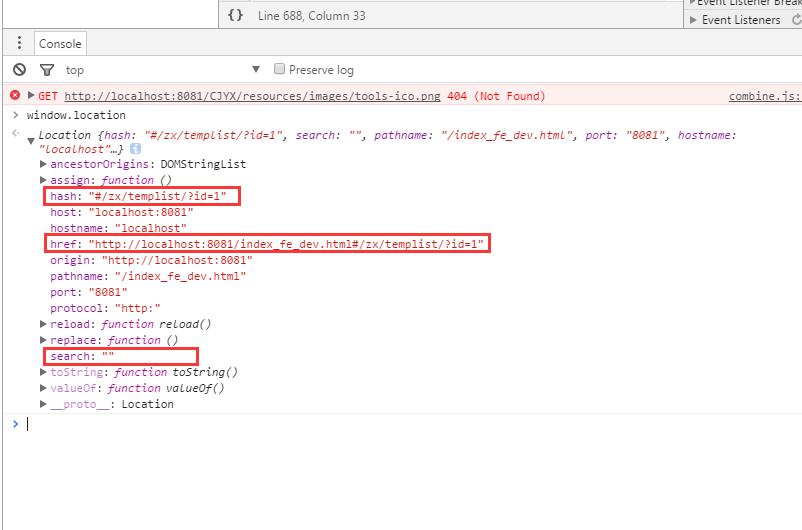 Event Listener Break
{} Line 688, Column 33
Event Listeners
Console
top Preserve log
GET http://localhost:8081/CJYX/resources/images/tools-ico.png 404 (Not Found) combine.js:
> window.location
Location {hash: "#/zx/templist/?id=1", search: "", pathname: "/index_fe_dev.html", port: "8081", hostname:
"localhost"…}
ancestorOrigins: DOMStringList
assign: function ()
hash: "#/zx/templist/?id=1"
host: "localhost:8081"
hostname: "localhost"
href: "http://localhost:8081/index_fe_dev.html#/zx/templist/?id=1"
origin: "http://localhost:8081"
pathname: "/index_fe_dev.html"
port: "8081"
protocol: "http:"
reload: function reload()
replace: function ()
search: ""
toString: function toString()
valueOf: function valueOf()
__proto__: Location
>